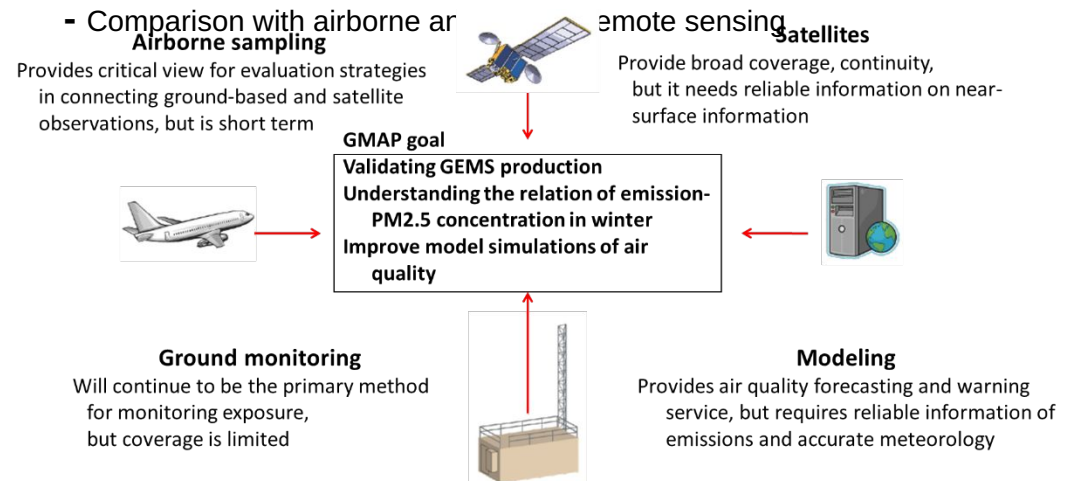 - Comparison with airborne an emote sensing
Airborne sampling
Provides critical view for evaluation strategies
in connecting ground-based and satellite
observations, but is short term
Satellites
Provide broad coverage, continuity,
but it needs reliable information on near-
surface information
GMAP goal
Validating GEMS production
Understanding the relation of emission-
PM2.5 concentration in winter
Improve model simulations of air
quality
Ground monitoring
Will continue to be the primary method
for monitoring exposure,
but coverage is limited
Modeling
Provides air quality forecasting and warning
service, but requires reliable information of
emissions and accurate meteorology